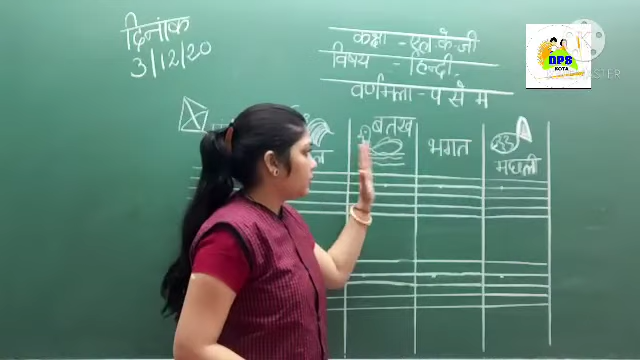 दिनांक
3/12/20
कक्षा - एल.के.जी
विषय - हिन्दी.
वर्णमाला - प से म
बतख
भगत
मछली
DPS
KOTA